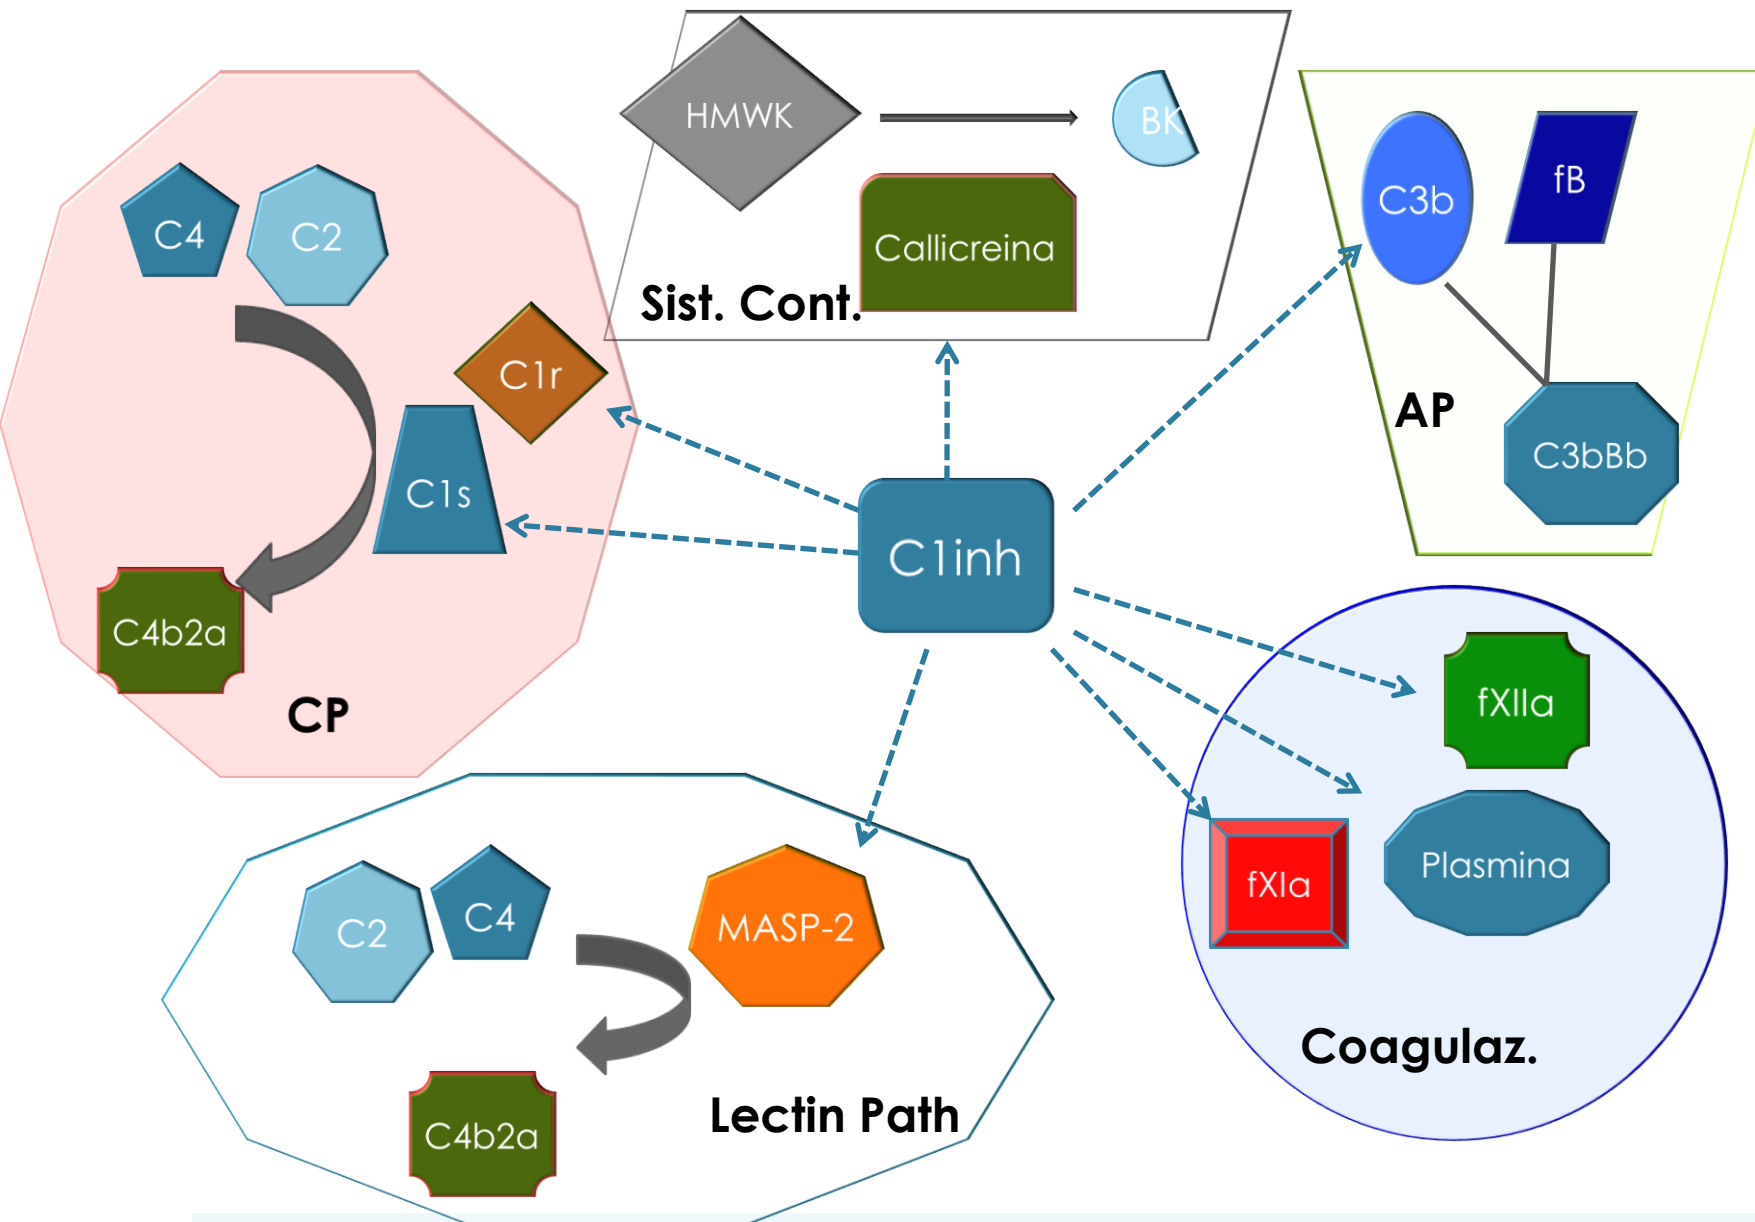 HMWK
BK
Callicreina
Sist. Cont.
C4
C2
C1r
C1s
C4b2a
CP
C3b
fB
AP
C3bBb
C1inh
fXIIa
Plasmina
fXIa
Coagulaz.
C2
C4
MASP-2
C4b2a
Lectin Path